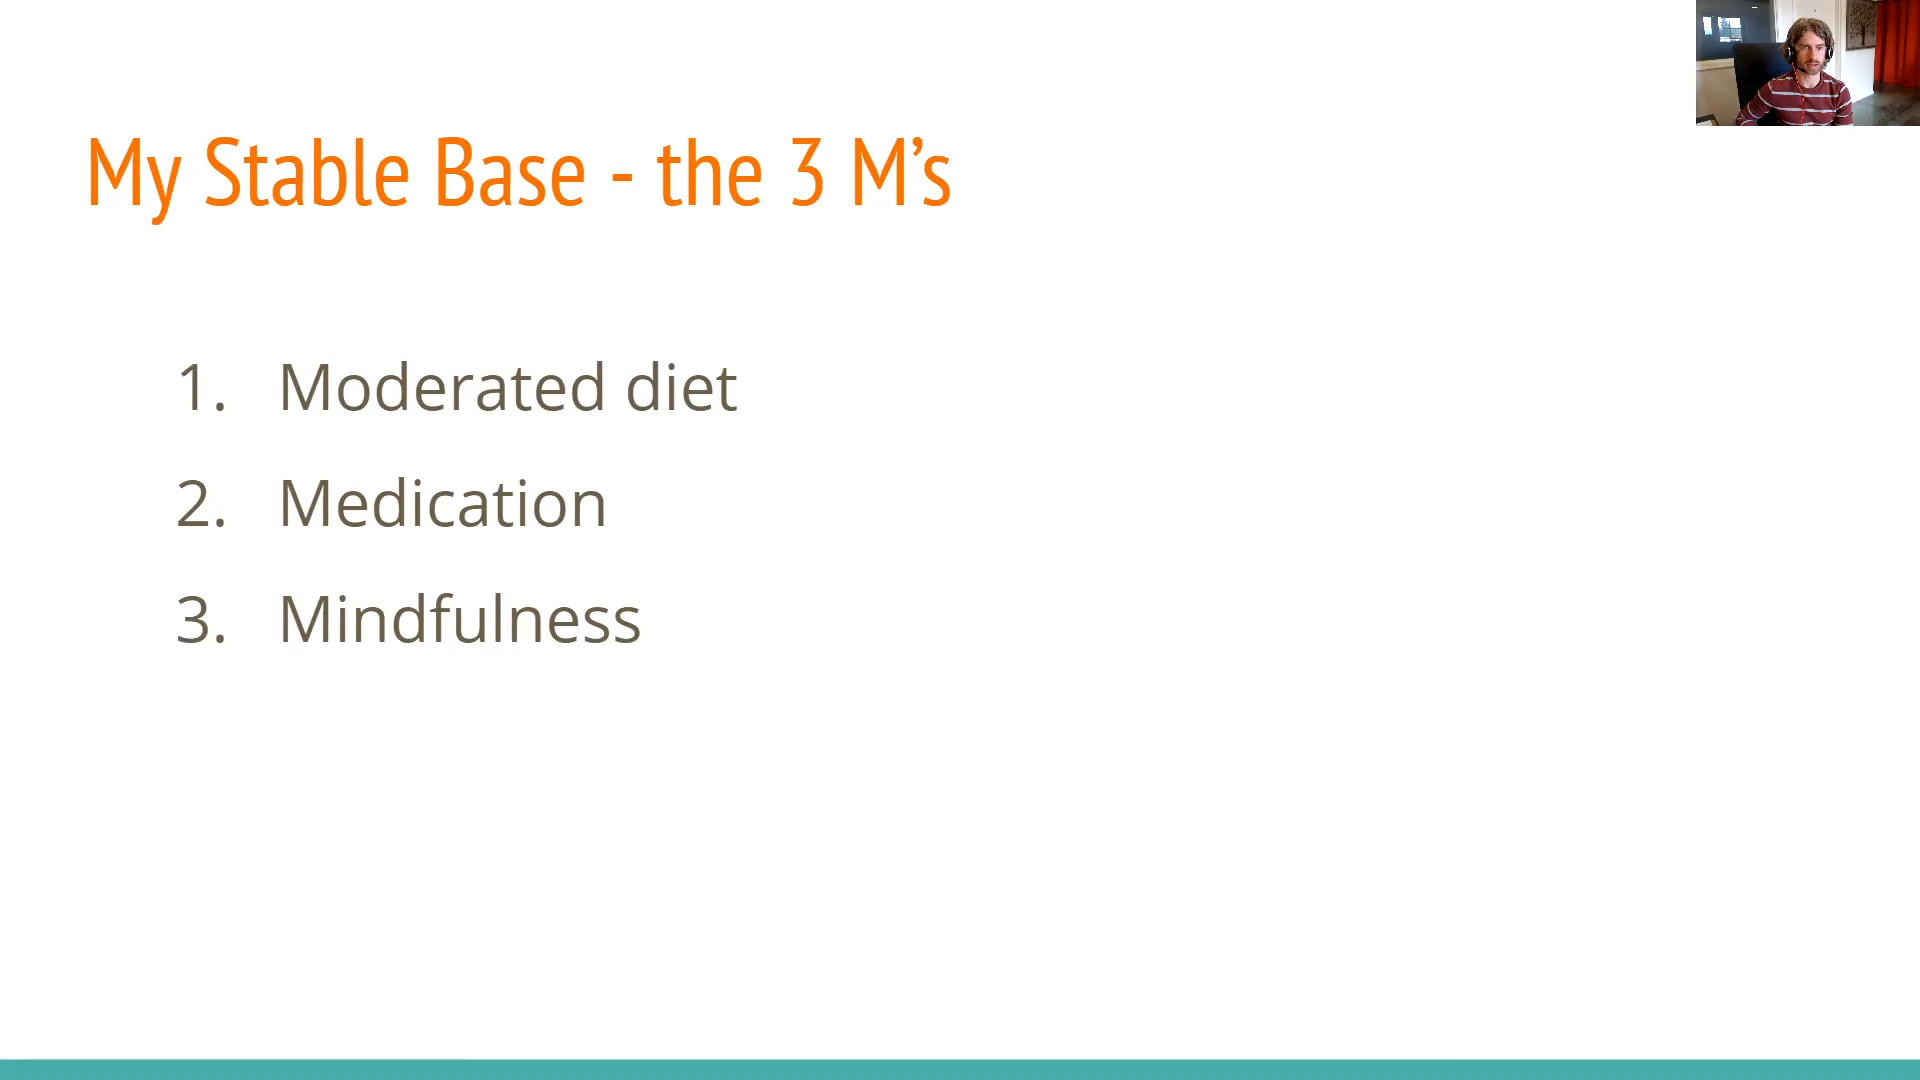 My Stable Base - the 3 M’s
1. Moderated diet
2. Medication
3. Mindfulness